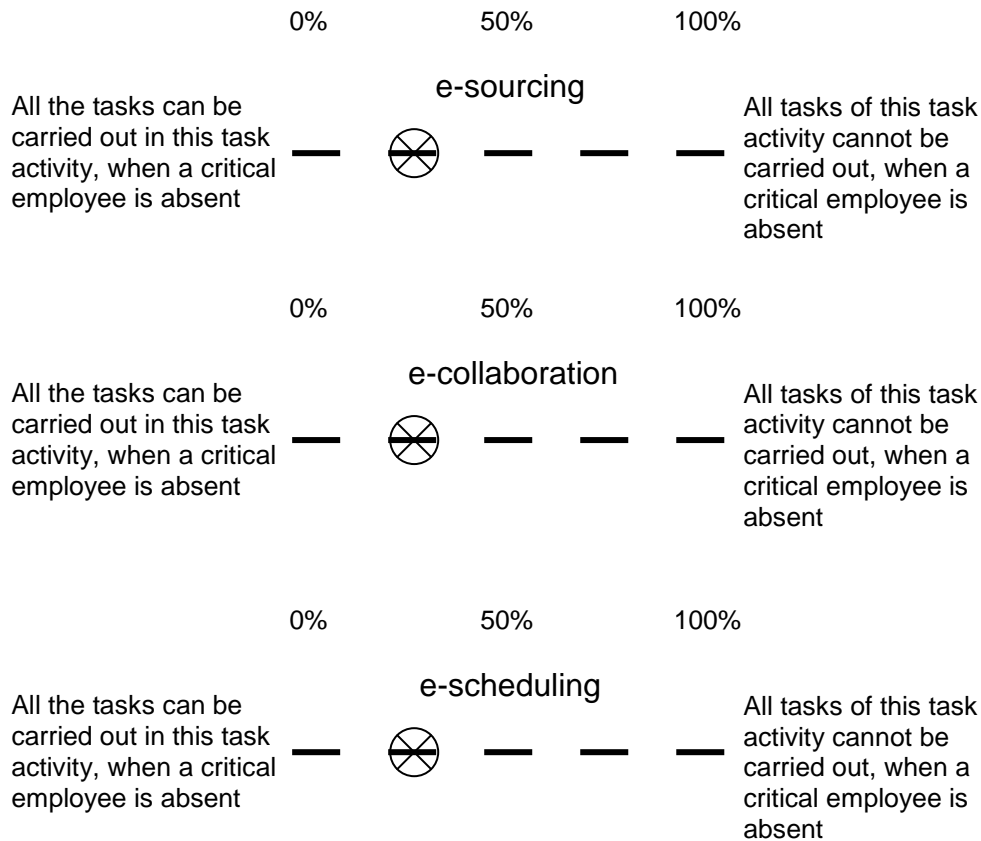 0% 50% 100%
e-sourcing
All the tasks can be
carried out in this task
activity, when a critical
employee is absent
All tasks of this task
activity cannot be
carried out, when a
critical employee is
absent
0% 50% 100%
e-collaboration
All the tasks can be
carried out in this task
activity, when a critical
employee is absent
All tasks of this task
activity cannot be
carried out, when a
critical employee is
absent
0% 50% 100%
e-scheduling
All the tasks can be
carried out in this task
activity, when a critical
employee is absent
All tasks of this task
activity cannot be
carried out, when a
critical employee is
absent